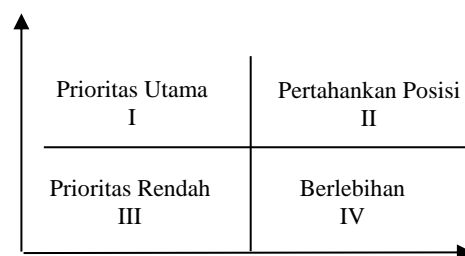 Prioritas Utama
I
Pertahankan Posisi
II
Prioritas Rendah
III
Berlebihan
IV